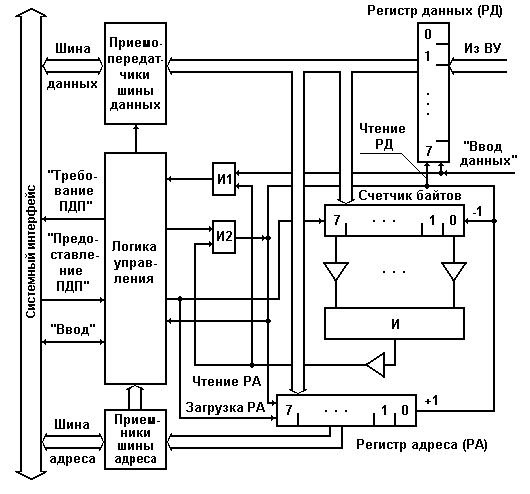 Регистр данных (РД)
Шина
данных
Приемо-
передат-
чики
шины
данных
0
1
7
Из ВУ
Чтение
РД
"Ввод
данных"
Системный интерфейс
"Требо-
вание
ПДП"
"Предо-
ставле-
ние
ПДП"
"Ввод"
Логика
управле-
ния
И1
И2
Счетчик байтов
7 . . . 1 0
-1
. . .
И
Чтение РА
Загрузка РА
7 . . . 1 0
+1
Регистр адреса (РА)
Шина
адреса
Прием-
ники
шины
адреса